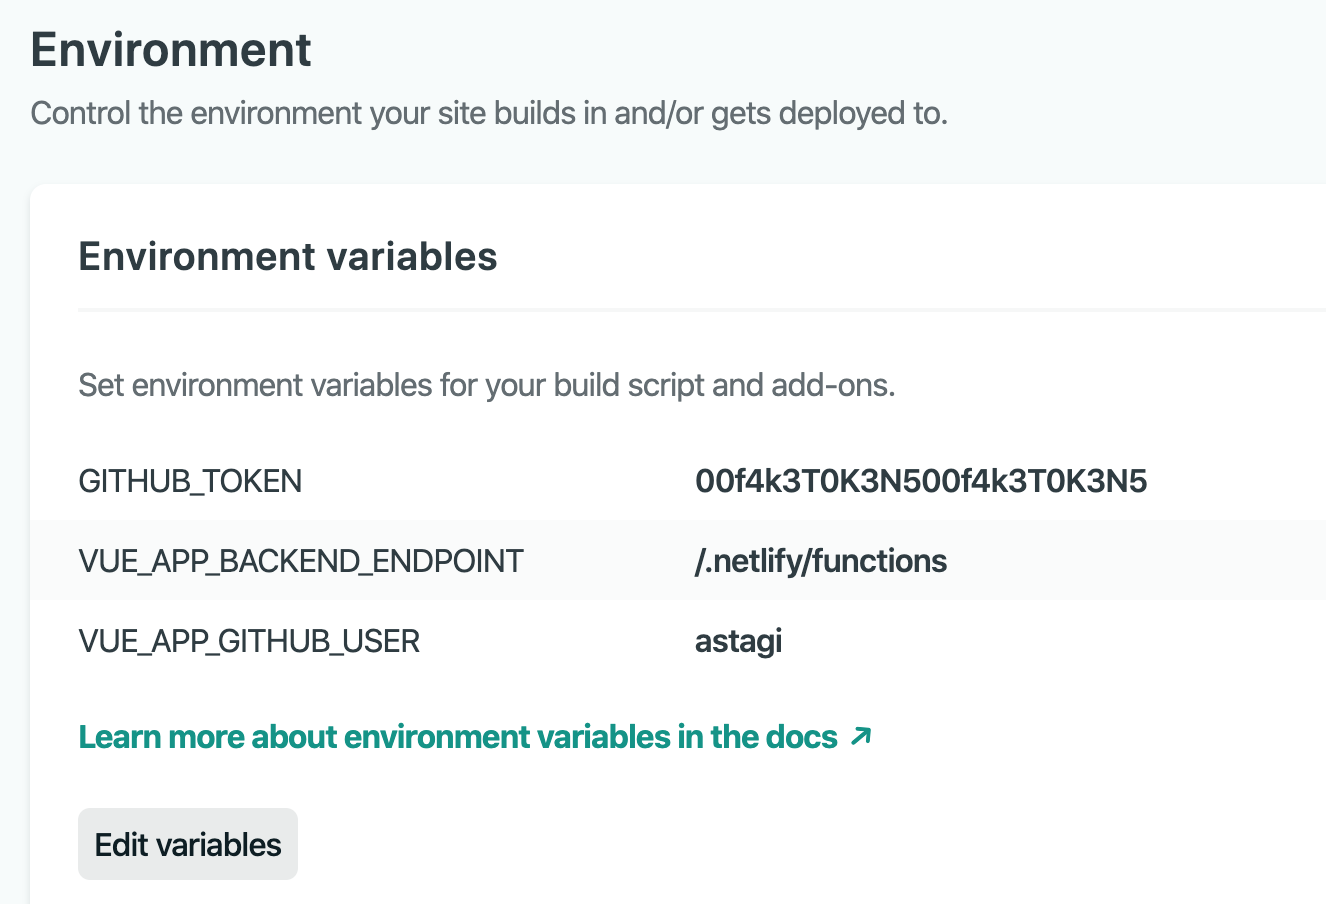 Environment
Control the environment your site builds in and/or gets deployed to.
Environment variables
Set environment variables for your build script and add-ons.
GITHUB_TOKEN 00f4k3T0K3N500f4k3T0K3N5
VUE_APP_BACKEND_ENDPOINT /.netlify/functions
VUE_APP_GITHUB_USER astagi
Learn more about environment variables in the docs ↗
Edit variables